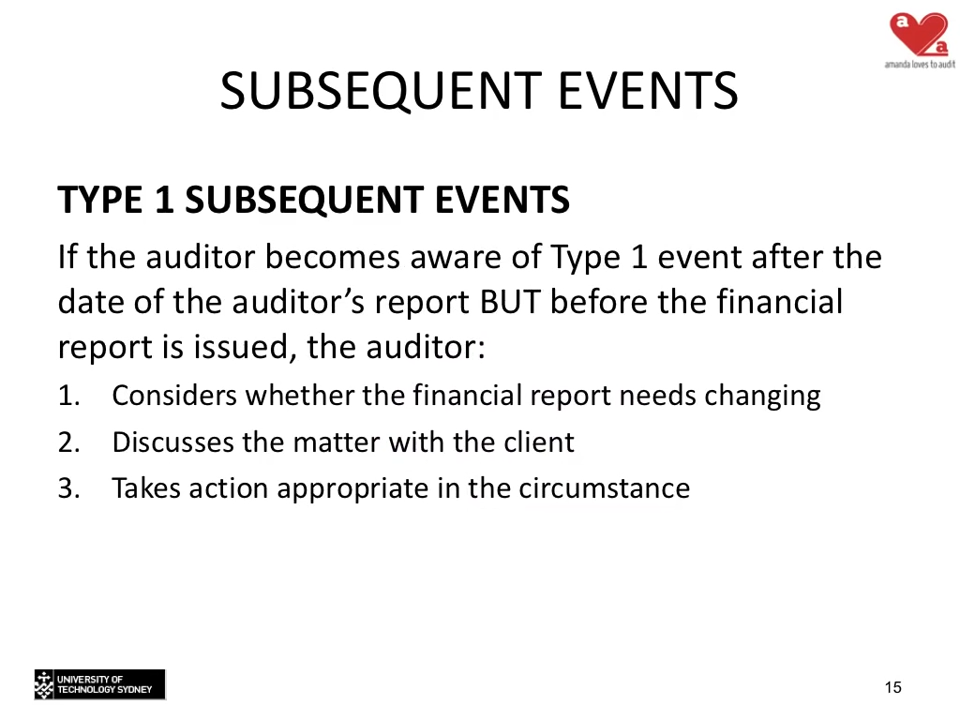 a
a
amanda loves to audit
SUBSEQUENT EVENTS
TYPE 1 SUBSEQUENT EVENTS
If the auditor becomes aware of Type 1 event after the
date of the auditor’s report BUT before the financial
report is issued, the auditor:
1. Considers whether the financial report needs changing
2. Discusses the matter with the client
3. Takes action appropriate in the circumstance
UNIVERSITY OF
TECHNOLOGY SYDNEY
15